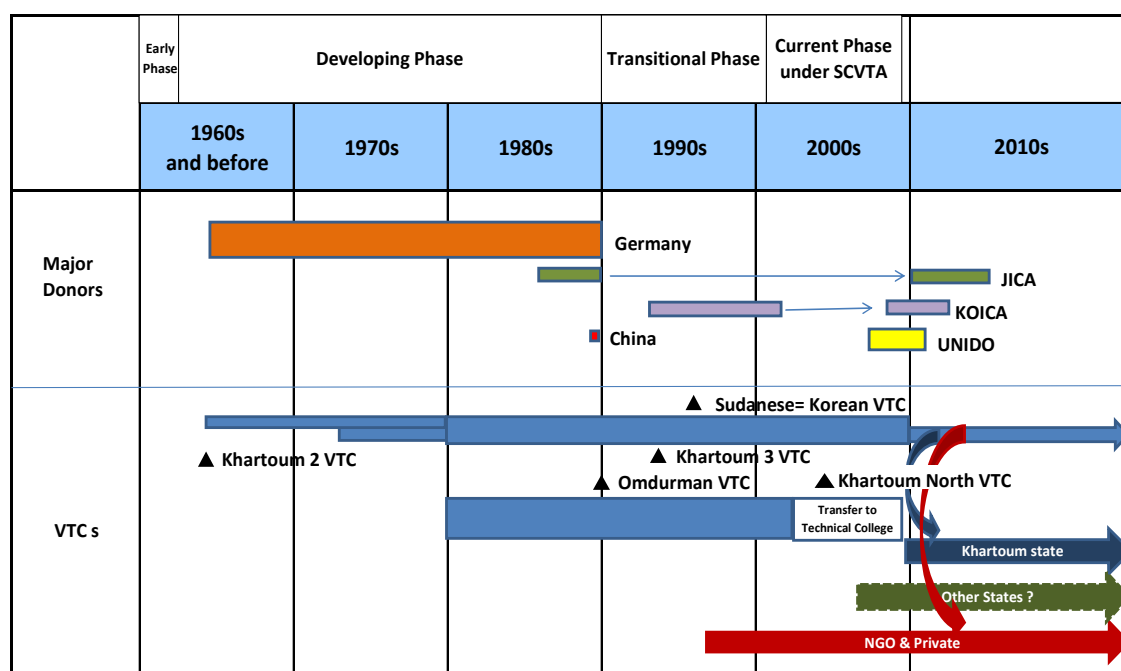 Early
Phase
Developing Phase
Transitional Phase
Current Phase
under SCVTA
1960s
and before
1970s
1980s
1990s
2000s
2010s
Major
Donors
Germany
JICA
KOICA
China
UNIDO
Sudanese= Korean VTC
Khartoum 2 VTC
Khartoum 3 VTC
Omdurman VTC
Khartoum North VTC
VTC s
Transfer to
Technical College
Khartoum state
Other States ?
NGO & Private